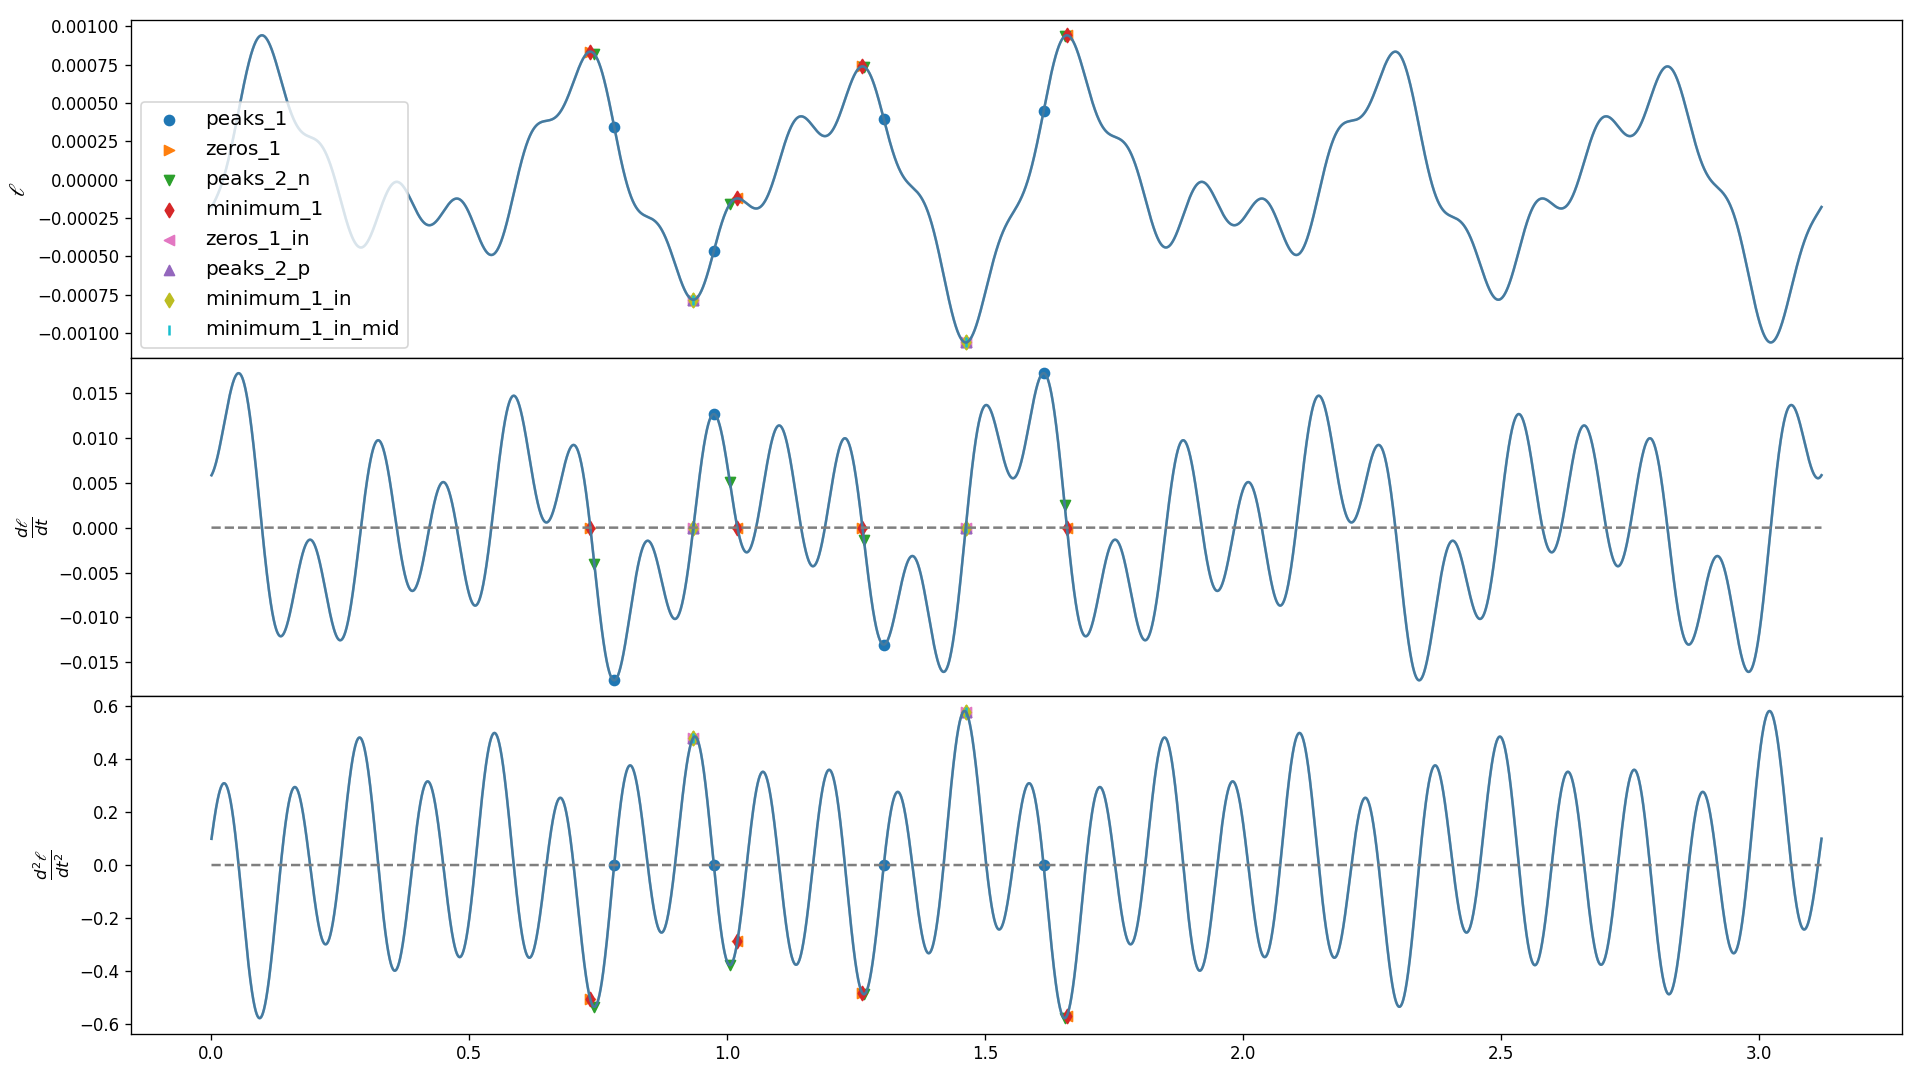 0.00100
0.00075
0.00050
0.00025
0.00000
−0.00025
−0.00050
−0.00075
−0.00100
ℓ
peaks_1
zeros_1
peaks_2_n
minimum_1
zeros_1_in
peaks_2_p
minimum_1_in
minimum_1_in_mid
0.015
0.010
0.005
0.000
−0.005
−0.010
−0.015
dℓ
dt
0.6
0.4
0.2
0.0
−0.2
−0.4
−0.6
d²ℓ
dt²
0.0 0.5 1.0 1.5 2.0 2.5 3.0